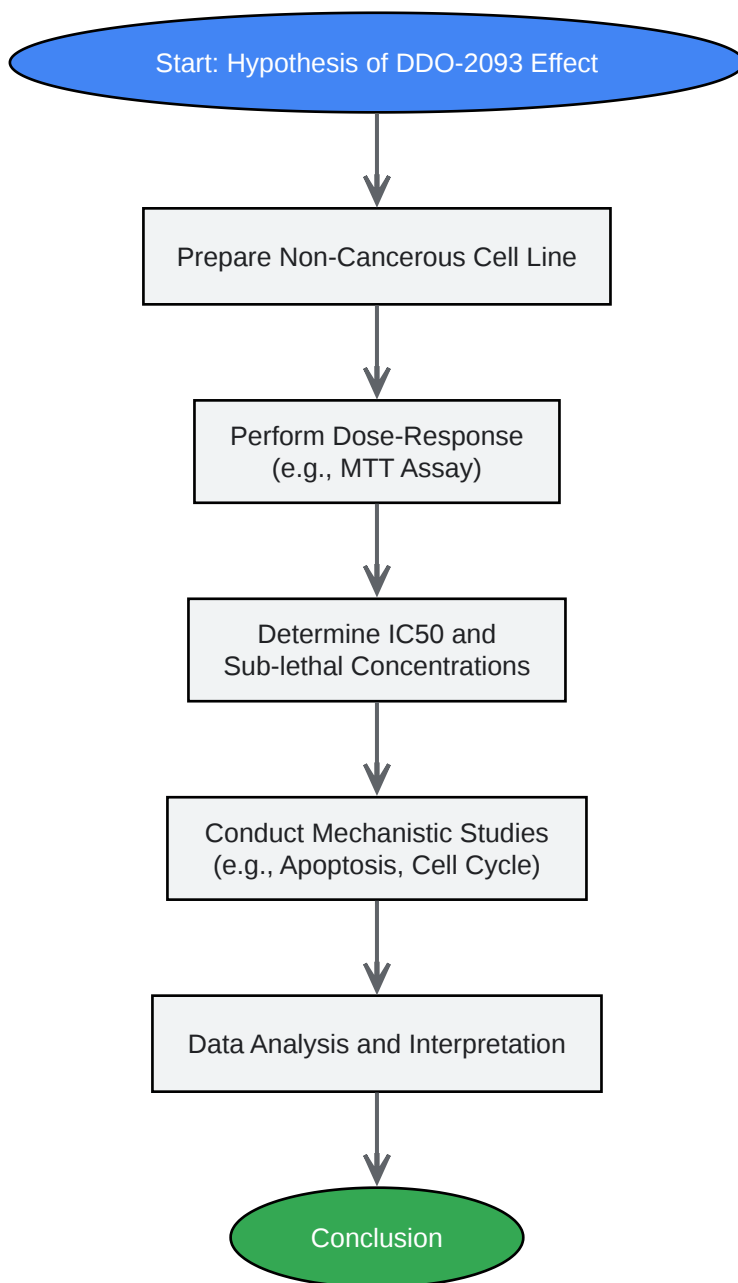 Start: Hypothesis of DDO-2093 Effect
Prepare Non-Cancerous Cell Line
Perform Dose-Response
(e.g., MTT Assay)
Determine IC50 and
Sub-lethal Concentrations
Conduct Mechanistic Studies
(e.g., Apoptosis, Cell Cycle)
Data Analysis and Interpretation
Conclusion